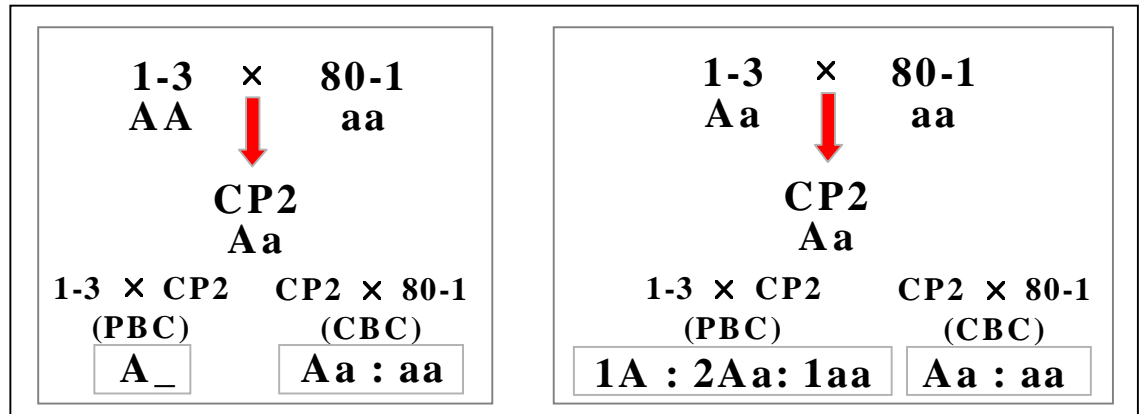 1-3 × 80-1
AA aa
CP2
Aa
1-3 × CP2 CP2 × 80-1
(PBC) (CBC)
A_ Aa : aa
1-3 × 80-1
Aa aa
CP2
Aa
1-3 × CP2 CP2 × 80-1
(PBC) (CBC)
1A : 2Aa: 1aa Aa : aa